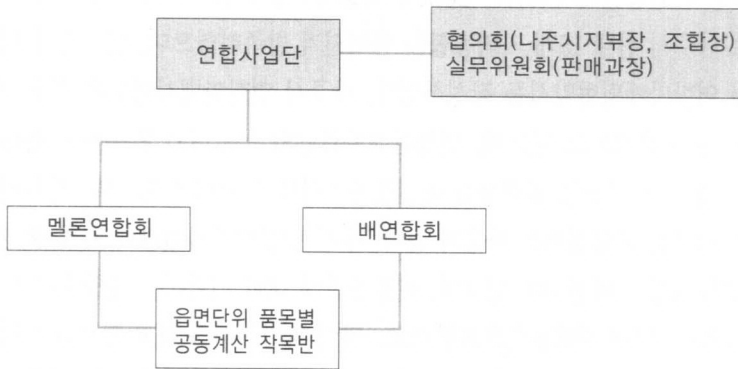 연합사업단
협의회(나주시지부장, 조합장)
실무위원회(판매과장)
멜론연합회
배연합회
읍면단위 품목별
공동계산 작목반